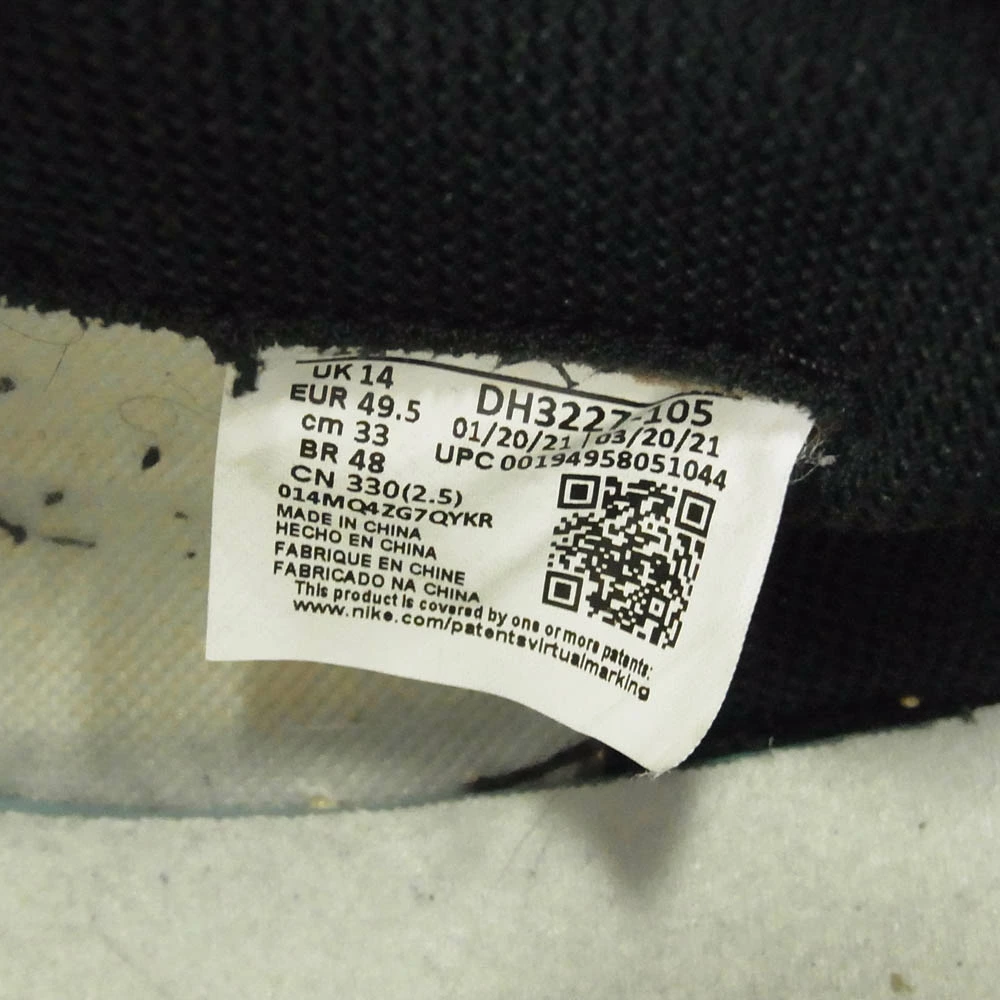 UK 14
EUR 49.5
cm 33
BR 48
CN 330(2.5)
014MQ4ZG7QYKR
MADE IN CHINA
HECHO EN CHINA
FABRIQUE EN CHINE
FABRICADO NA CHINA
This product is covered by one or more patents:
www.nike.com/patentsvirtualmarking
DH3227-105
01/20/21 / 03/20/21
UPC 00194958051044